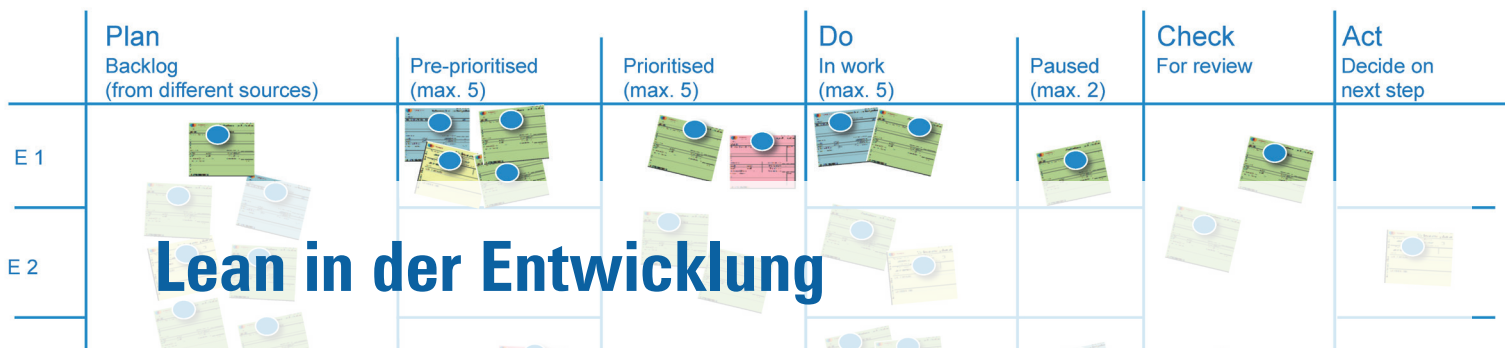 Plan
Backlog
(from different sources)
Pre-prioritised
(max. 5)
Prioritised
(max. 5)
Do
In work
(max. 5)
Paused
(max. 2)
Check
For review
Act
Decide on
next step
E 1
E 2
Lean in der Entwicklung